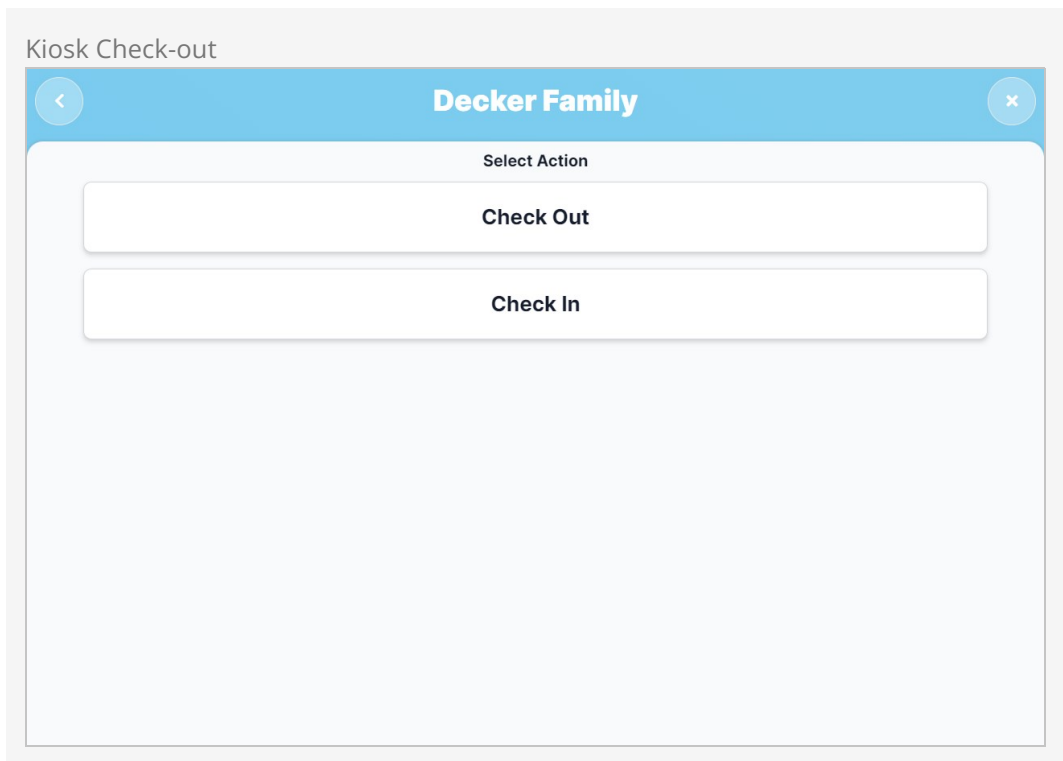 Kiosk Check-out
Decker Family
Select Action
Check Out
Check In